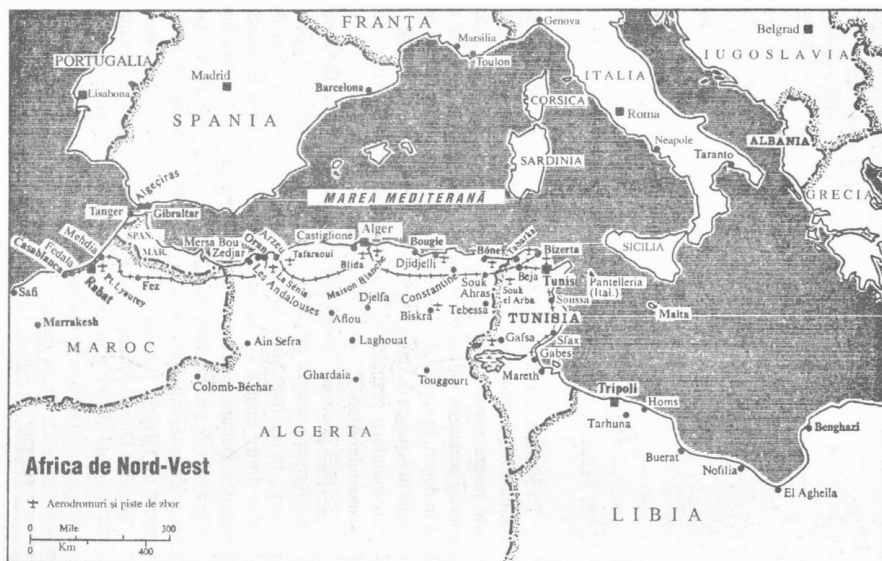 FRANȚA
Genova
Belgrad
IUGOSLAVIA
Marsilia
Toulon
PORTUGALIA
Lisabona
Madrid
Barcelona
SPANIA
ITALIA
CORSICA
Roma
Neapole
Taranto
ALBANIA
SARDINIA
GRECIA
MAREA MEDITERANĂ
Algeçiras
Tanger
Gibraltar
SPAN.
MAR.
Mehdia
Fedala
Casablanca
Safi
Rabat
Pt. Lyautey
Fez
Mersa Bou
Zedjar
Oran
Arzeu
La Sénia
Les Andalouses
Tafaraoui
Castiglione
Alger
Blida
Maison Blanche
Bougie
Djidjelli
Constantine
Bône
Tabarka
Bizerta
Tunis
Beja
Souk
Ahras
Souk
el Arba
SICILIA
Pantelleria
(Ital.)
Malta
Soussa
Tebessa
TUNISIA
Sfax
Gafsa
Gabes
Mareth
Marrakesh
MAROC
Djelfa
Aflou
Biskra
Ain Sefra
Laghouat
Colomb-Béchar
Ghardaia
Touggourt
ALGERIA
Tripoli
Homs
Tarhuna
Benghazi
Buerat
Nofilia
El Agheila
LIBIA
Africa de Nord-Vest
Aerodromuri și piste de zbor
0 Mile 300
0 Km 400